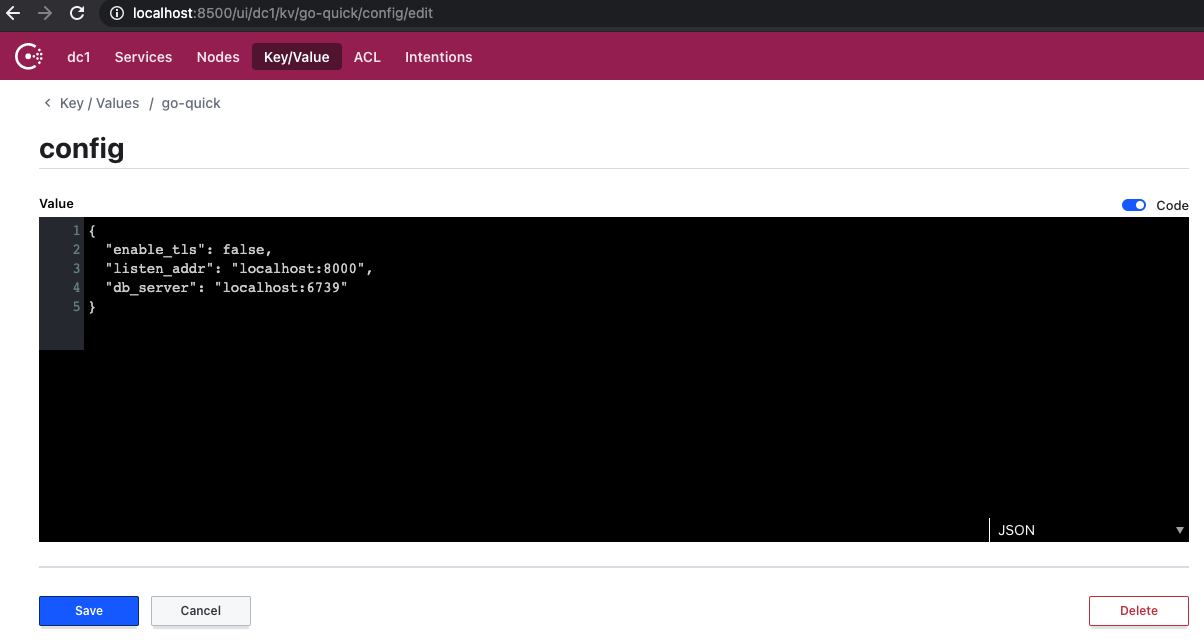 localhost:8500/ui/dc1/kv/go-quick/config/edit
dc1 Services Nodes Key/Value ACL Intentions
Key / Values / go-quick
config
Value Code
1 {
2 "enable_tls": false,
3 "listen_addr": "localhost:8000",
4 "db_server": "localhost:6739"
5 }
JSON
Save Cancel Delete